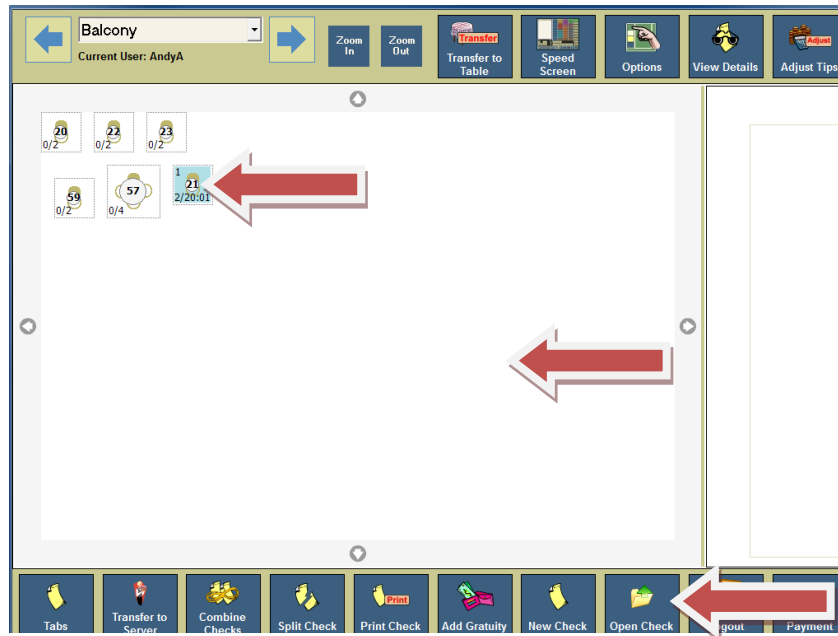 Balcony
Current User: AndyA
Zoom
In
Zoom
Out
Transfer
Transfer to
Table
Speed
Screen
Options
View Details
Adjust
Adjust Tips
20
0/2
22
0/2
23
0/2
59
0/2
57
0/4
1
21
2/20:01
Tabs
Transfer to
Server
Combine
Checks
Split Check
Print
Print Check
Add Gratuity
New Check
Open Check
gout
Payment